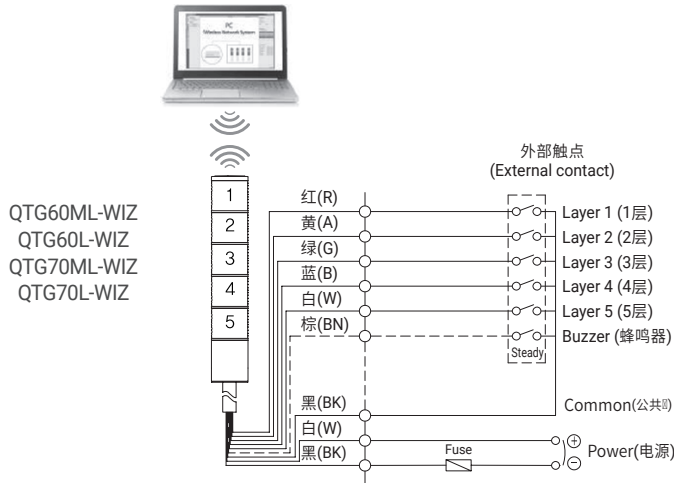 PC
Wireless Network System
外部触点
(External contact)
QTG60ML-WIZ
QTG60L-WIZ
QTG70ML-WIZ
QTG70L-WIZ
1
2
3
4
5
红(R)
黄(A)
绿(G)
蓝(B)
白(W)
棕(BN)
黑(BK)
白(W)
黑(BK)
Layer 1 (1层)
Layer 2 (2层)
Layer 3 (3层)
Layer 4 (4层)
Layer 5 (5层)
Buzzer (蜂鸣器)
Steady
Common(公共)
Fuse
+
Power(电源)
−